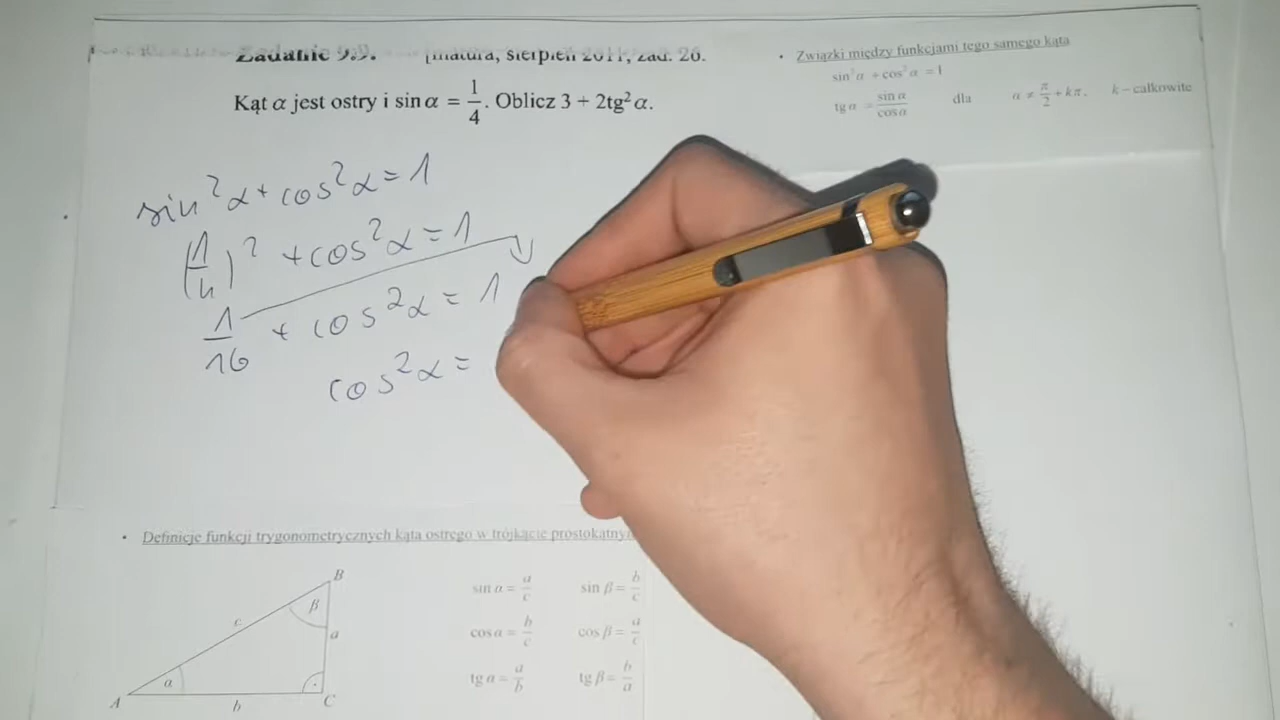 Zadanie 9.9. (matura, sierpień 2011, zad. 26.
Kąt α jest ostry i sin α = 1/4. Oblicz 3 + 2tg²α.
• Związki między funkcjami tego samego kąta
sin²α + cos²α = 1
tg α = sin α/cos α dla α ≠ π/2 + kπ, k – całkowite
sin²α + cos²α = 1
(1/4)² + cos²α = 1
1/16 + cos²α = 1
cos²α =
• Definicje funkcji trygonometrycznych kąta ostrego w trójkącie
B
β
c
a
α
A
b
C
sin α = a/c sin β = b/c
cos α = b/c cos β = a/c
tg α = a/b tg β = b/a